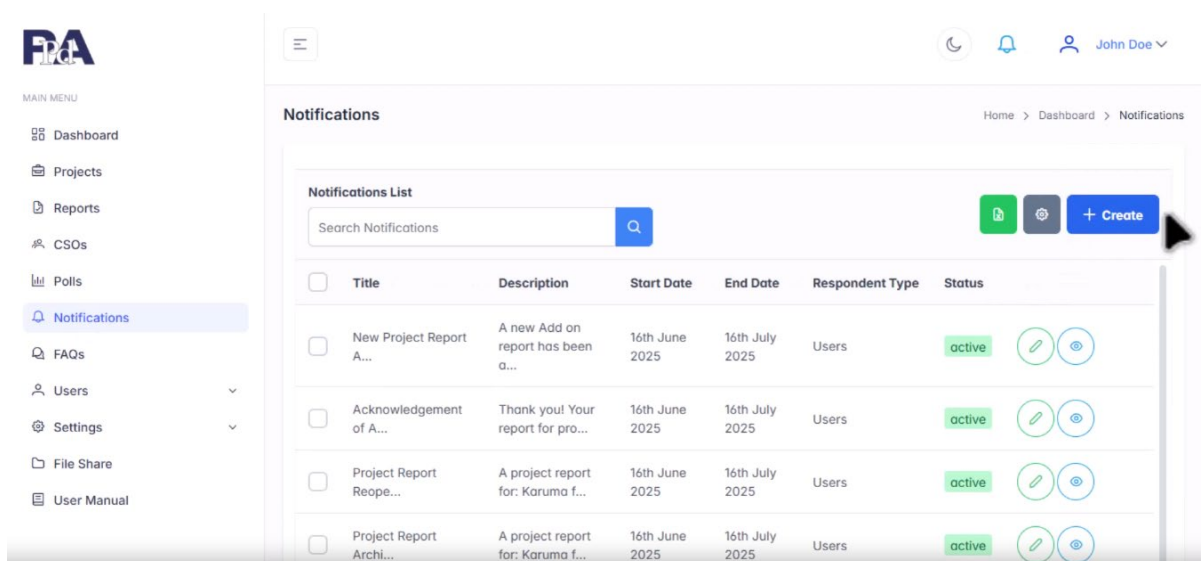 PPdA
MAIN MENU
Dashboard
Projects
Reports
CSOs
Polls
Notifications
FAQs
Users
Settings
File Share
User Manual
John Doe
Notifications
Home > Dashboard > Notifications
Notifications List
Search Notifications
+ Create
Title Description Start Date End Date Respondent Type Status
New Project Report A new Add on 16th June 16th July Users active
A... report has been 2025 2025
a...
Acknowledgement Thank you! Your 16th June 16th July Users active
of A... report for pro... 2025 2025
Project Report A project report 16th June 16th July Users active
Reope... for: Karuma f... 2025 2025
Project Report A project report 16th June 16th July Users active
Archi... for: Karuma f... 2025 2025